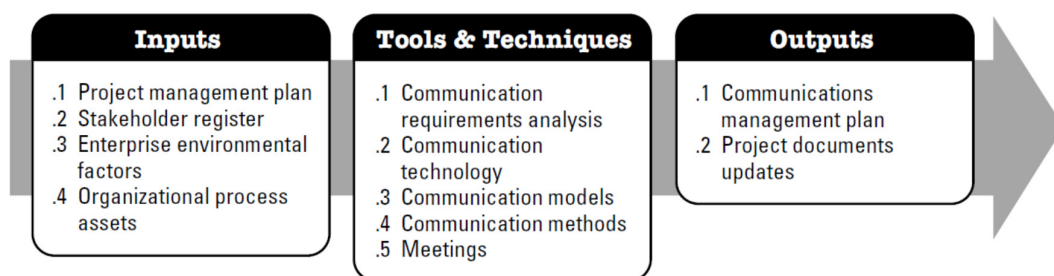 Inputs
.1 Project management plan
.2 Stakeholder register
.3 Enterprise environmental
factors
.4 Organizational process
assets
Tools & Techniques
.1 Communication
requirements analysis
.2 Communication
technology
.3 Communication models
.4 Communication methods
.5 Meetings
Outputs
.1 Communications
management plan
.2 Project documents
updates